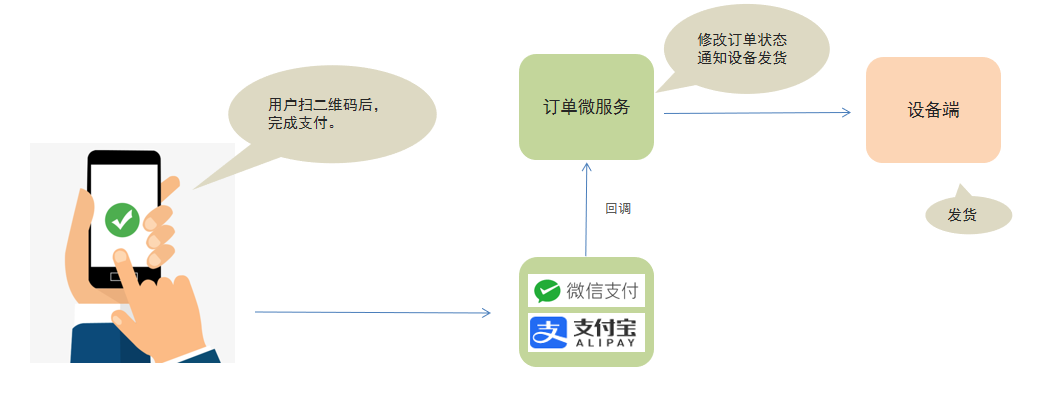 修改订单状态
通知设备发货
用户扫二维码后，
完成支付。
订单微服务
设备端
回调
发货
微信支付
支付宝
ALIPAY